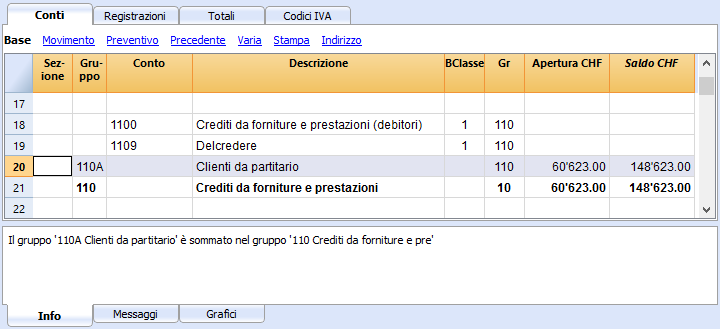 Conti Registrazioni Totali Codici IVA
Base Movimento Preventivo Precedente Varia Stampa Indirizzo
Sez- Gru- Conto Descrizione BClasse Gr Apertura CHF Saldo CHF
ione ppo
17
18 1100 Crediti da forniture e prestazioni (debitori) 1 110
19 1109 Delcredere 1 110
20 110A Clienti da partitario 110 60'623.00 148'623.00
21 110 Crediti da forniture e prestazioni 10 60'623.00 148'623.00
22
Il gruppo '110A Clienti da partitario' è sommato nel gruppo '110 Crediti da forniture e pre'
Info Messaggi Grafici